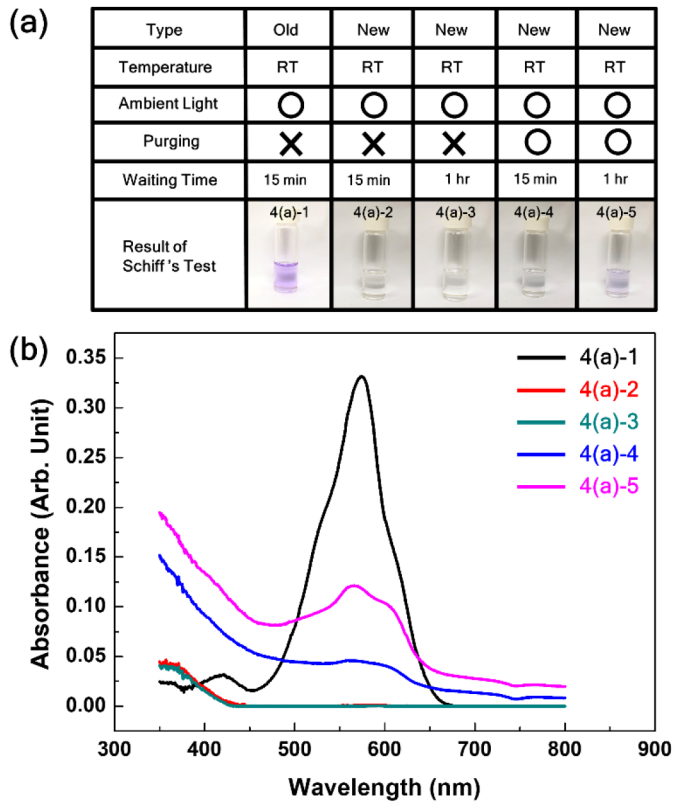 (a)
Type Old New New New New
Temperature RT RT RT RT RT
Ambient Light
Purging
Waiting Time 15 min 15 min 1 hr 15 min 1 hr
4(a)-1 4(a)-2 4(a)-3 4(a)-4 4(a)-5
Result of
Schiff's Test
(b)
0.35
0.30
0.25
0.20
0.15
0.10
0.05
0.00
Absorbance (Arb. Unit)
4(a)-1
4(a)-2
4(a)-3
4(a)-4
4(a)-5
300 400 500 600 700 800 900
Wavelength (nm)